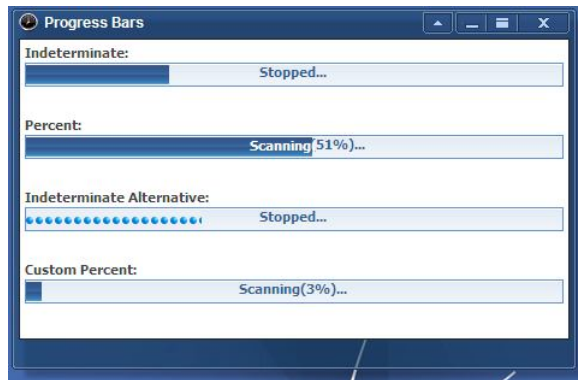 Progress Bars
Indeterminate:
Stopped...
Percent:
Scanning(51%)...
Indeterminate Alternative:
Stopped...
Custom Percent:
Scanning(3%)...